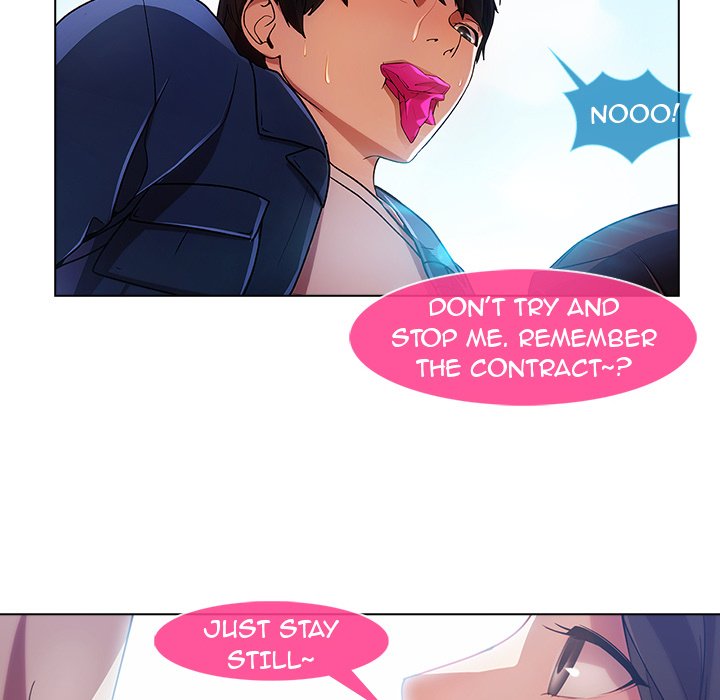 NOOO!
DON'T TRY AND
STOP ME. REMEMBER
THE CONTRACT~?
JUST STAY
STILL~